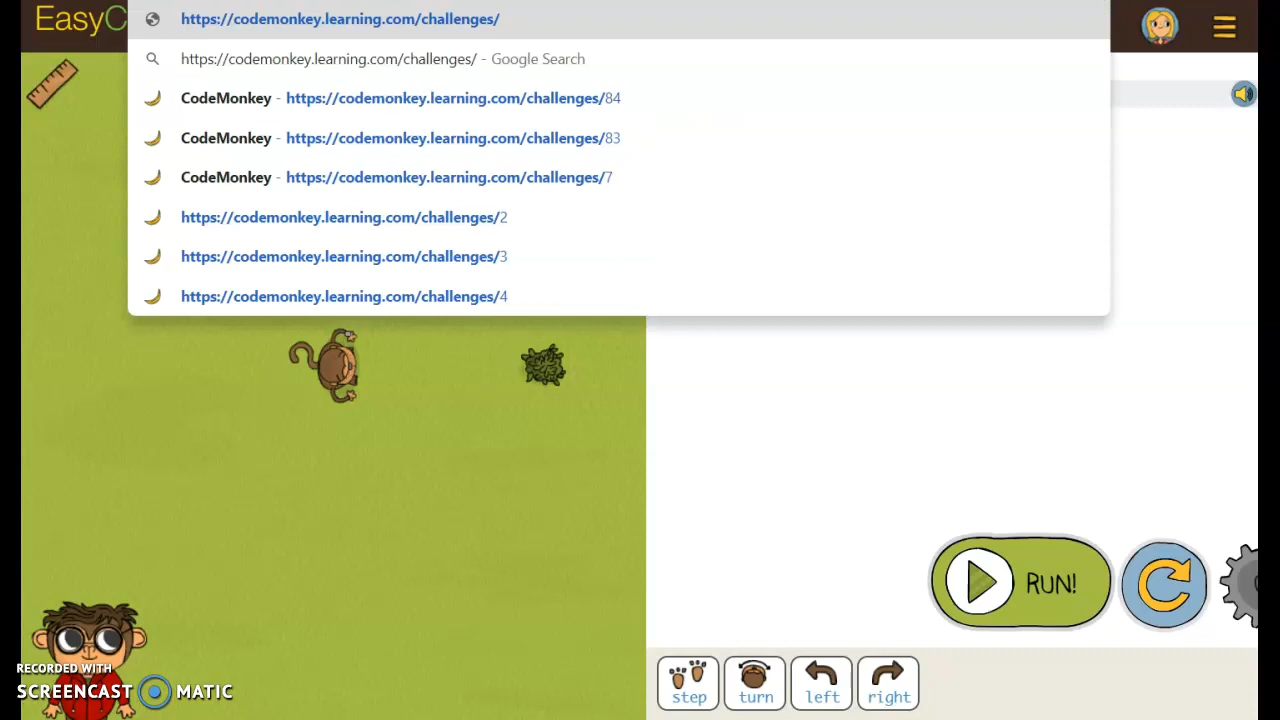 EasyC
https://codemonkey.learning.com/challenges/
https://codemonkey.learning.com/challenges/ - Google Search
CodeMonkey - https://codemonkey.learning.com/challenges/84
CodeMonkey - https://codemonkey.learning.com/challenges/83
CodeMonkey - https://codemonkey.learning.com/challenges/7
https://codemonkey.learning.com/challenges/2
https://codemonkey.learning.com/challenges/3
https://codemonkey.learning.com/challenges/4
RUN!
step turn left right
RECORDED WITH
SCREENCAST MATIC